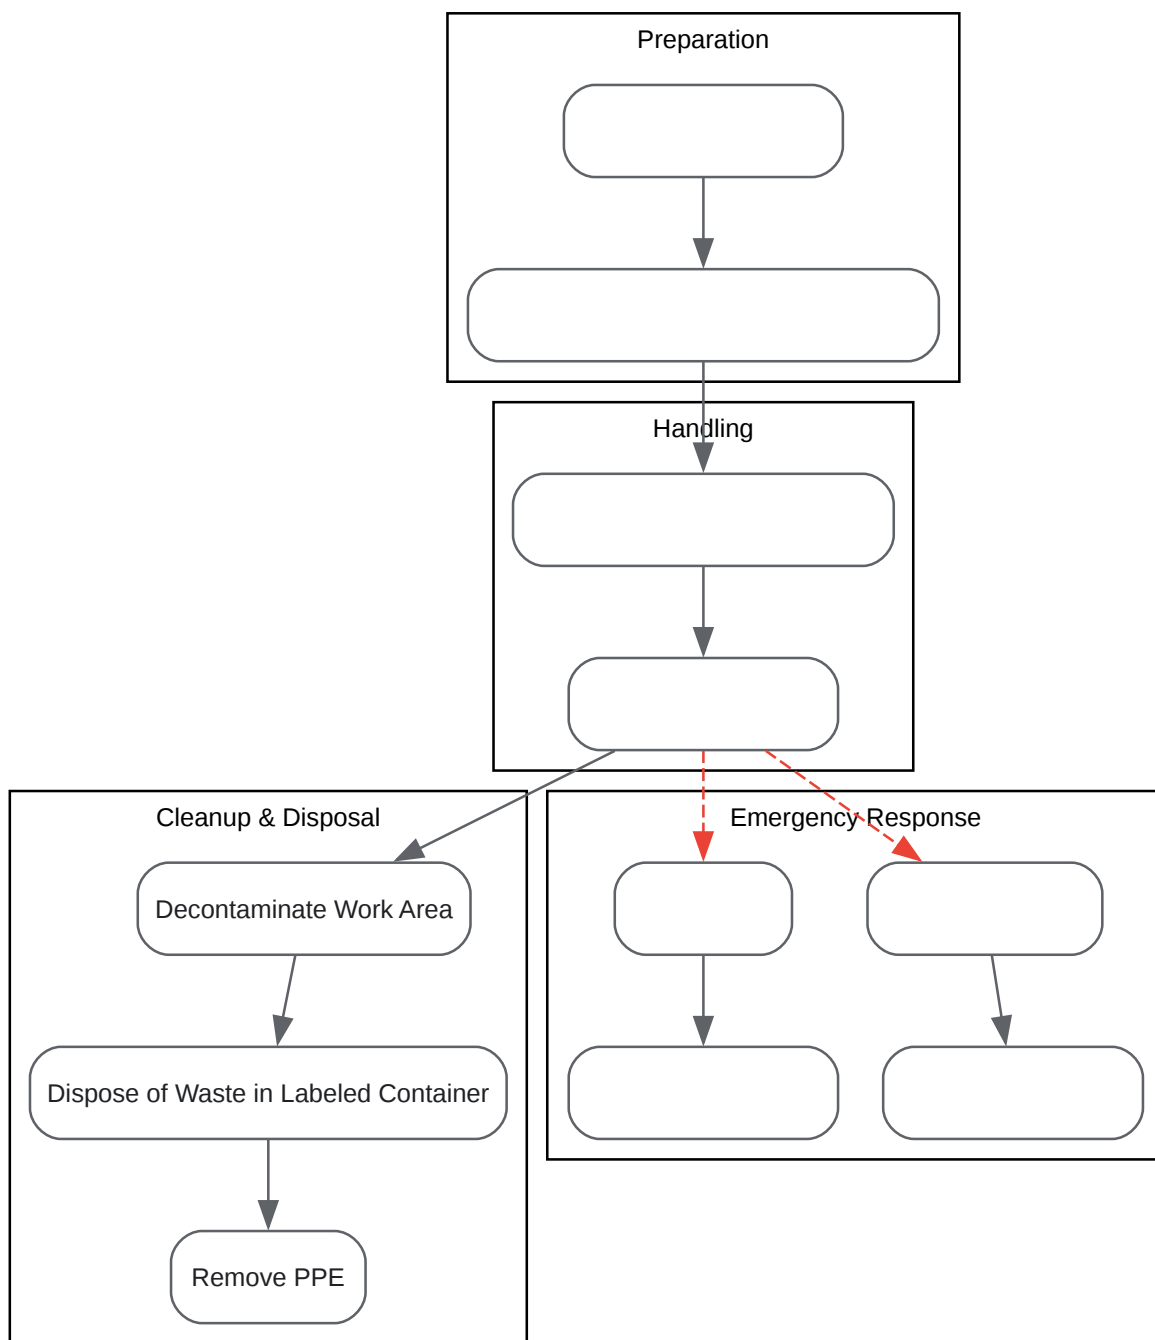 Preparation
Handling
Cleanup & Disposal
Emergency Response
Decontaminate Work Area
Dispose of Waste in Labeled Container
Remove PPE